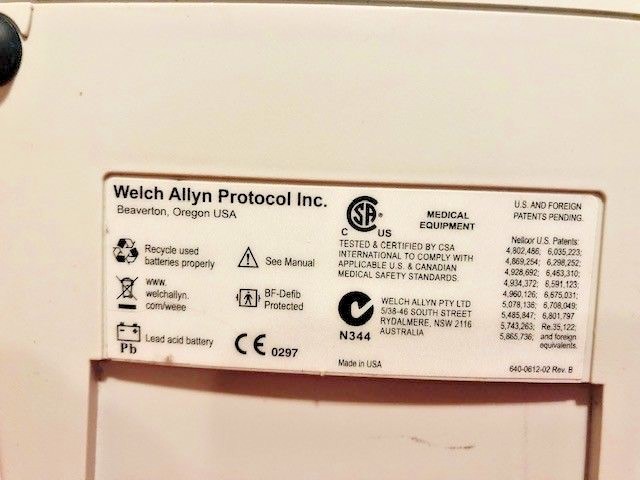 Welch Allyn Protocol Inc.
Beaverton, Oregon USA
Recycle used
batteries properly
See Manual
www.
welchallyn.
com/weee
BF-Defib
Protected
Pb
Lead acid battery
CE 0297
CSA®
C US
MEDICAL
EQUIPMENT
TESTED & CERTIFIED BY CSA
INTERNATIONAL TO COMPLY WITH
APPLICABLE U.S. & CANADIAN
MEDICAL SAFETY STANDARDS.
N344
WELCH ALLYN PTY LTD
5/38-46 SOUTH STREET
RYDALMERE, NSW 2116
AUSTRALIA
Made in USA
U.S. AND FOREIGN
PATENTS PENDING.
Nellcor U.S. Patents:
4,802,486; 6,035,223;
4,869,254; 6,298,252;
4,928,692; 6,463,310;
4,934,372; 6,591,123;
4,960,126; 6,675,031;
5,078,136; 6,708,049;
5,485,847; 6,801,797
5,743,263; Re.35,122;
5,865,736; and foreign
equivalents.
640-0612-02 Rev. B